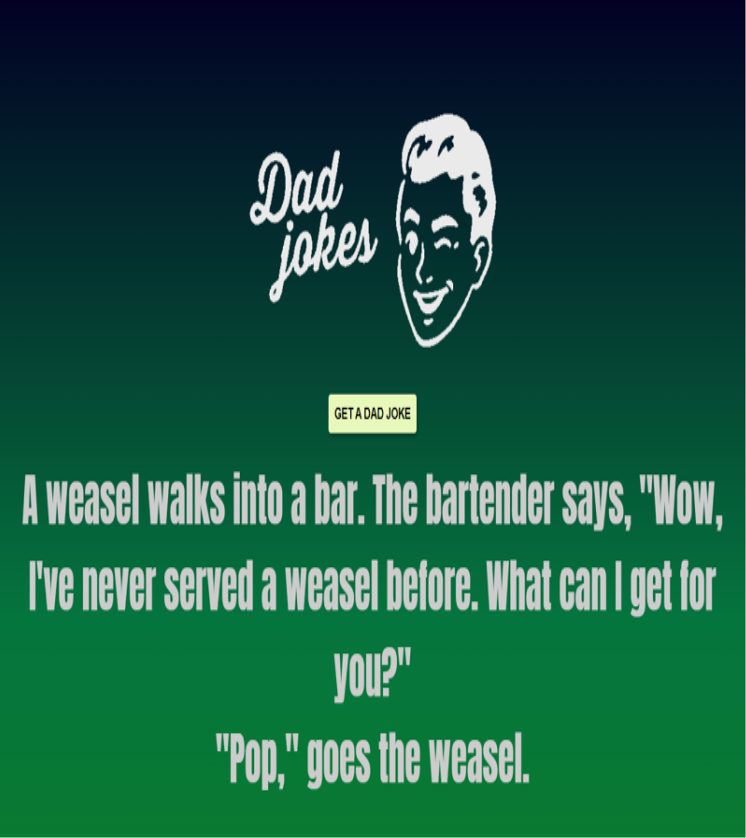 Dad
jokes
GET A DAD JOKE
A weasel walks into a bar. The bartender says, "Wow,
I've never served a weasel before. What can I get for
you?"
"Pop," goes the weasel.